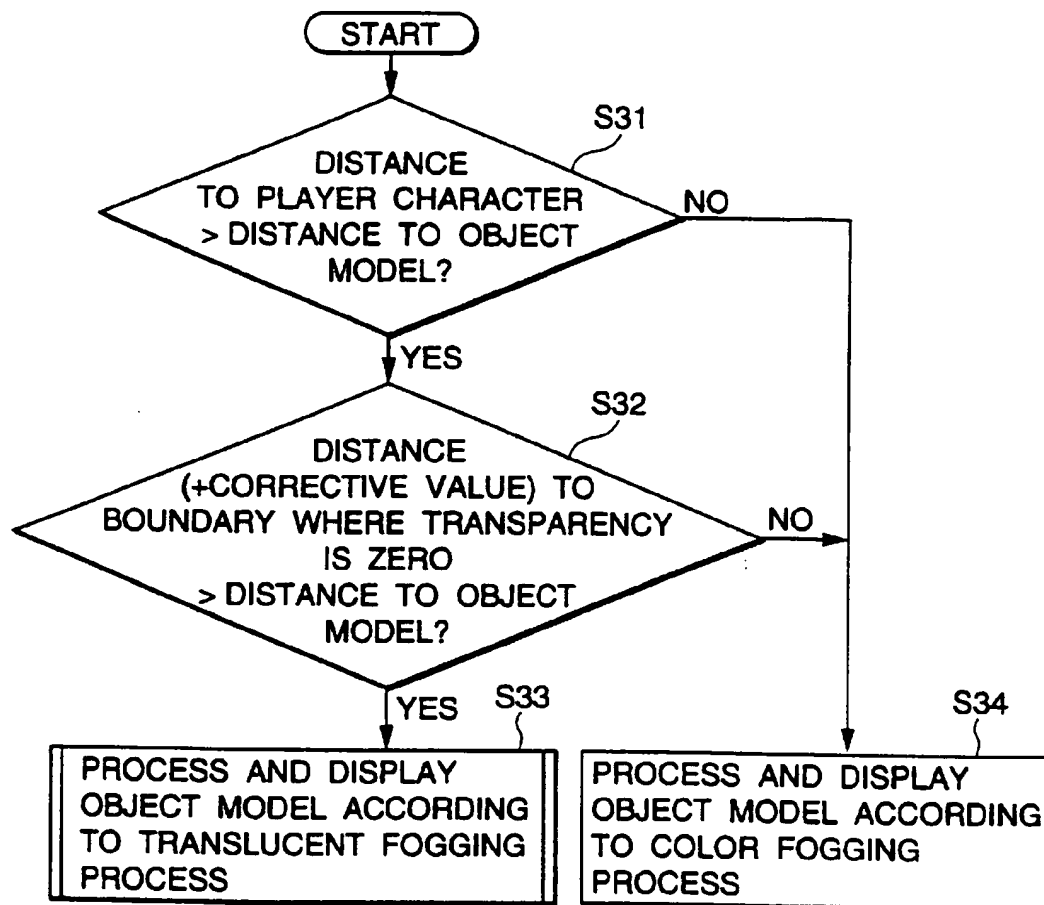 START
S31
DISTANCE
TO PLAYER CHARACTER
> DISTANCE TO OBJECT
MODEL?
NO
YES
S32
DISTANCE
(+CORRECTIVE VALUE) TO
BOUNDARY WHERE TRANSPARENCY
IS ZERO
> DISTANCE TO OBJECT
MODEL?
NO
YES
S33
PROCESS AND DISPLAY
OBJECT MODEL ACCORDING
TO TRANSLUCENT FOGGING
PROCESS
S34
PROCESS AND DISPLAY
OBJECT MODEL ACCORDING
TO COLOR FOGGING
PROCESS